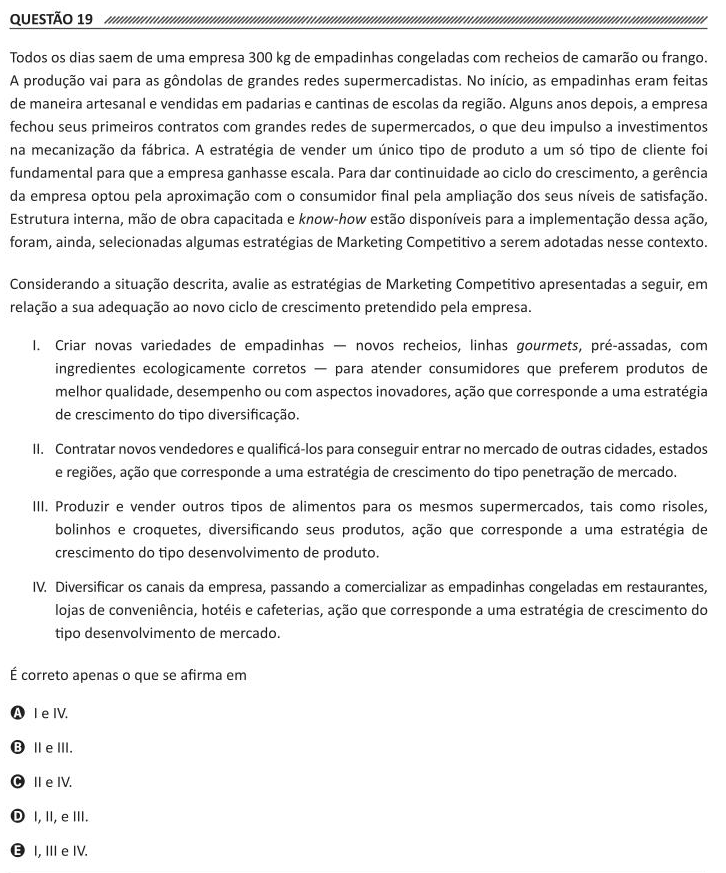 QUESTÃO 19
Todos os dias saem de uma empresa 300 kg de empadinhas congeladas com recheios de camarão ou frango.
A produção vai para as gôndolas de grandes redes supermercadistas. No início, as empadinhas eram feitas
de maneira artesanal e vendidas em padarias e cantinas de escolas da região. Alguns anos depois, a empresa
fechou seus primeiros contratos com grandes redes de supermercados, o que deu impulso a investimentos
na mecanização da fábrica. A estratégia de vender um único tipo de produto a um só tipo de cliente foi
fundamental para que a empresa ganhasse escala. Para dar continuidade ao ciclo do crescimento, a gerência
da empresa optou pela aproximação com o consumidor final pela ampliação dos seus níveis de satisfação.
Estrutura interna, mão de obra capacitada e know-how estão disponíveis para a implementação dessa ação,
foram, ainda, selecionadas algumas estratégias de Marketing Competitivo a serem adotadas nesse contexto.
Considerando a situação descrita, avalie as estratégias de Marketing Competitivo apresentadas a seguir, em
relação a sua adequação ao novo ciclo de crescimento pretendido pela empresa.
I. Criar novas variedades de empadinhas — novos recheios, linhas gourmets, pré-assadas, com
ingredientes ecologicamente corretos — para atender consumidores que preferem produtos de
melhor qualidade, desempenho ou com aspectos inovadores, ação que corresponde a uma estratégia
de crescimento do tipo diversificação.
II. Contratar novos vendedores e qualificá-los para conseguir entrar no mercado de outras cidades, estados
e regiões, ação que corresponde a uma estratégia de crescimento do tipo penetração de mercado.
III. Produzir e vender outros tipos de alimentos para os mesmos supermercados, tais como risoles,
bolinhos e croquetes, diversificando seus produtos, ação que corresponde a uma estratégia de
crescimento do tipo desenvolvimento de produto.
IV. Diversificar os canais da empresa, passando a comercializar as empadinhas congeladas em restaurantes,
lojas de conveniência, hotéis e cafeterias, ação que corresponde a uma estratégia de crescimento do
tipo desenvolvimento de mercado.
É correto apenas o que se afirma em
A I e IV.
B II e III.
C II e IV.
D I, II, e III.
E I, III e IV.